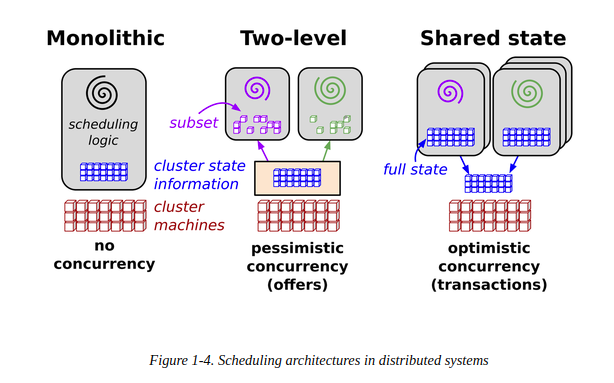 Monolithic
Two-level
Shared state
scheduling
logic
subset
cluster state
information
full state
cluster
machines
no
concurrency
pessimistic
concurrency
(offers)
optimistic
concurrency
(transactions)
Figure 1-4. Scheduling architectures in distributed systems